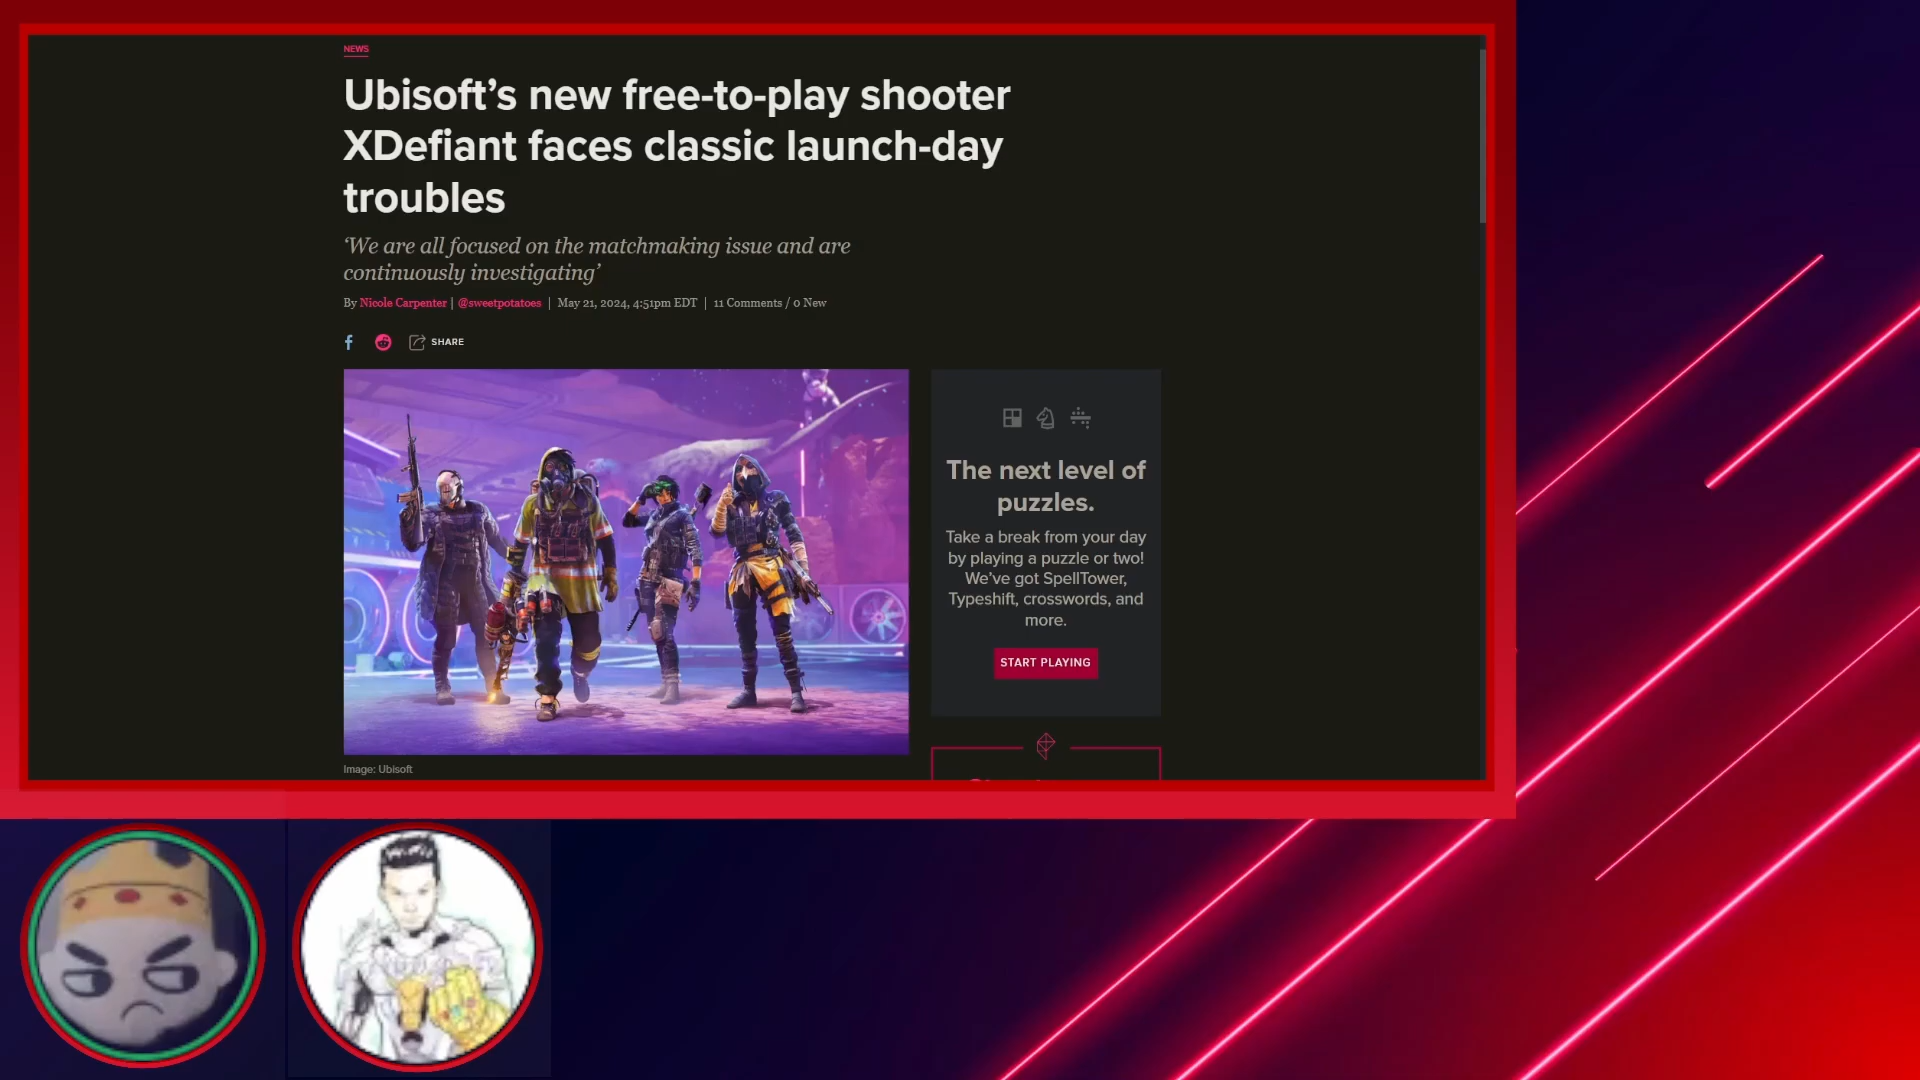 NEWS
Ubisoft’s new free-to-play shooter
XDefiant faces classic launch-day
troubles
‘We are all focused on the matchmaking issue and are
continuously investigating’
By Nicole Carpenter | @sweetpotatoes | May 21, 2024, 4:51pm EDT | 11 Comments / 0 New
SHARE
The next level of
puzzles.
Take a break from your day
by playing a puzzle or two!
We’ve got SpellTower,
Typeshift, crosswords, and
more.
START PLAYING
Image: Ubisoft